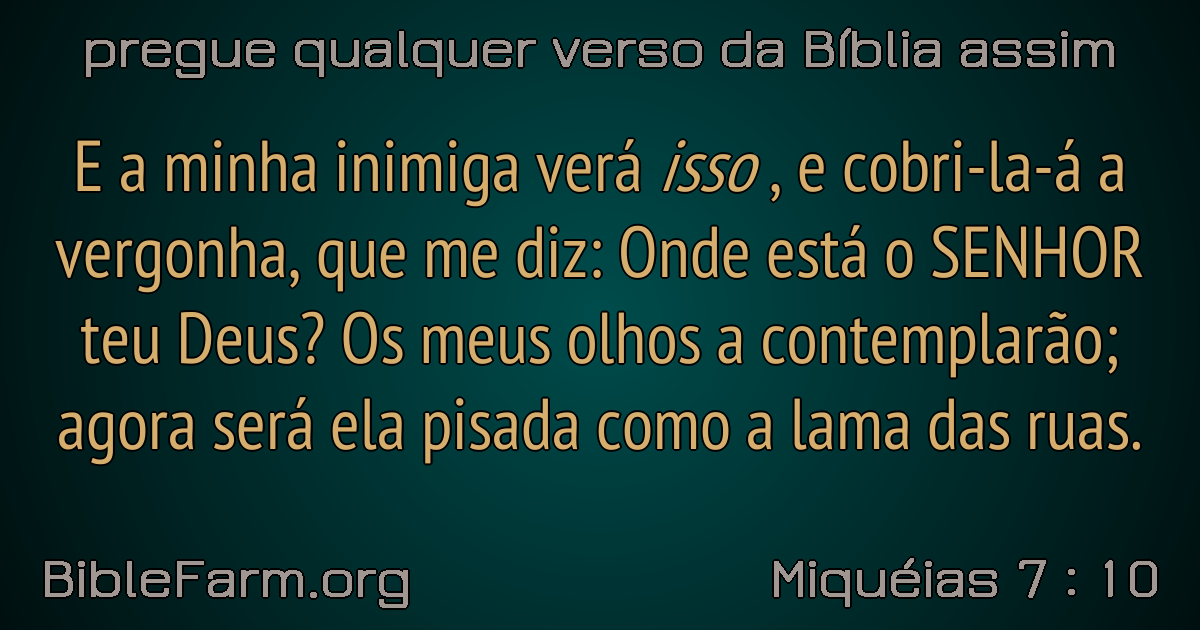 pregue qualquer verso da Bíblia assim
E a minha inimiga verá isso , e cobri-la-á a
vergonha, que me diz: Onde está o SENHOR
teu Deus? Os meus olhos a contemplarão;
agora será ela pisada como a lama das ruas.
BibleFarm.org
Miquéias 7 : 10